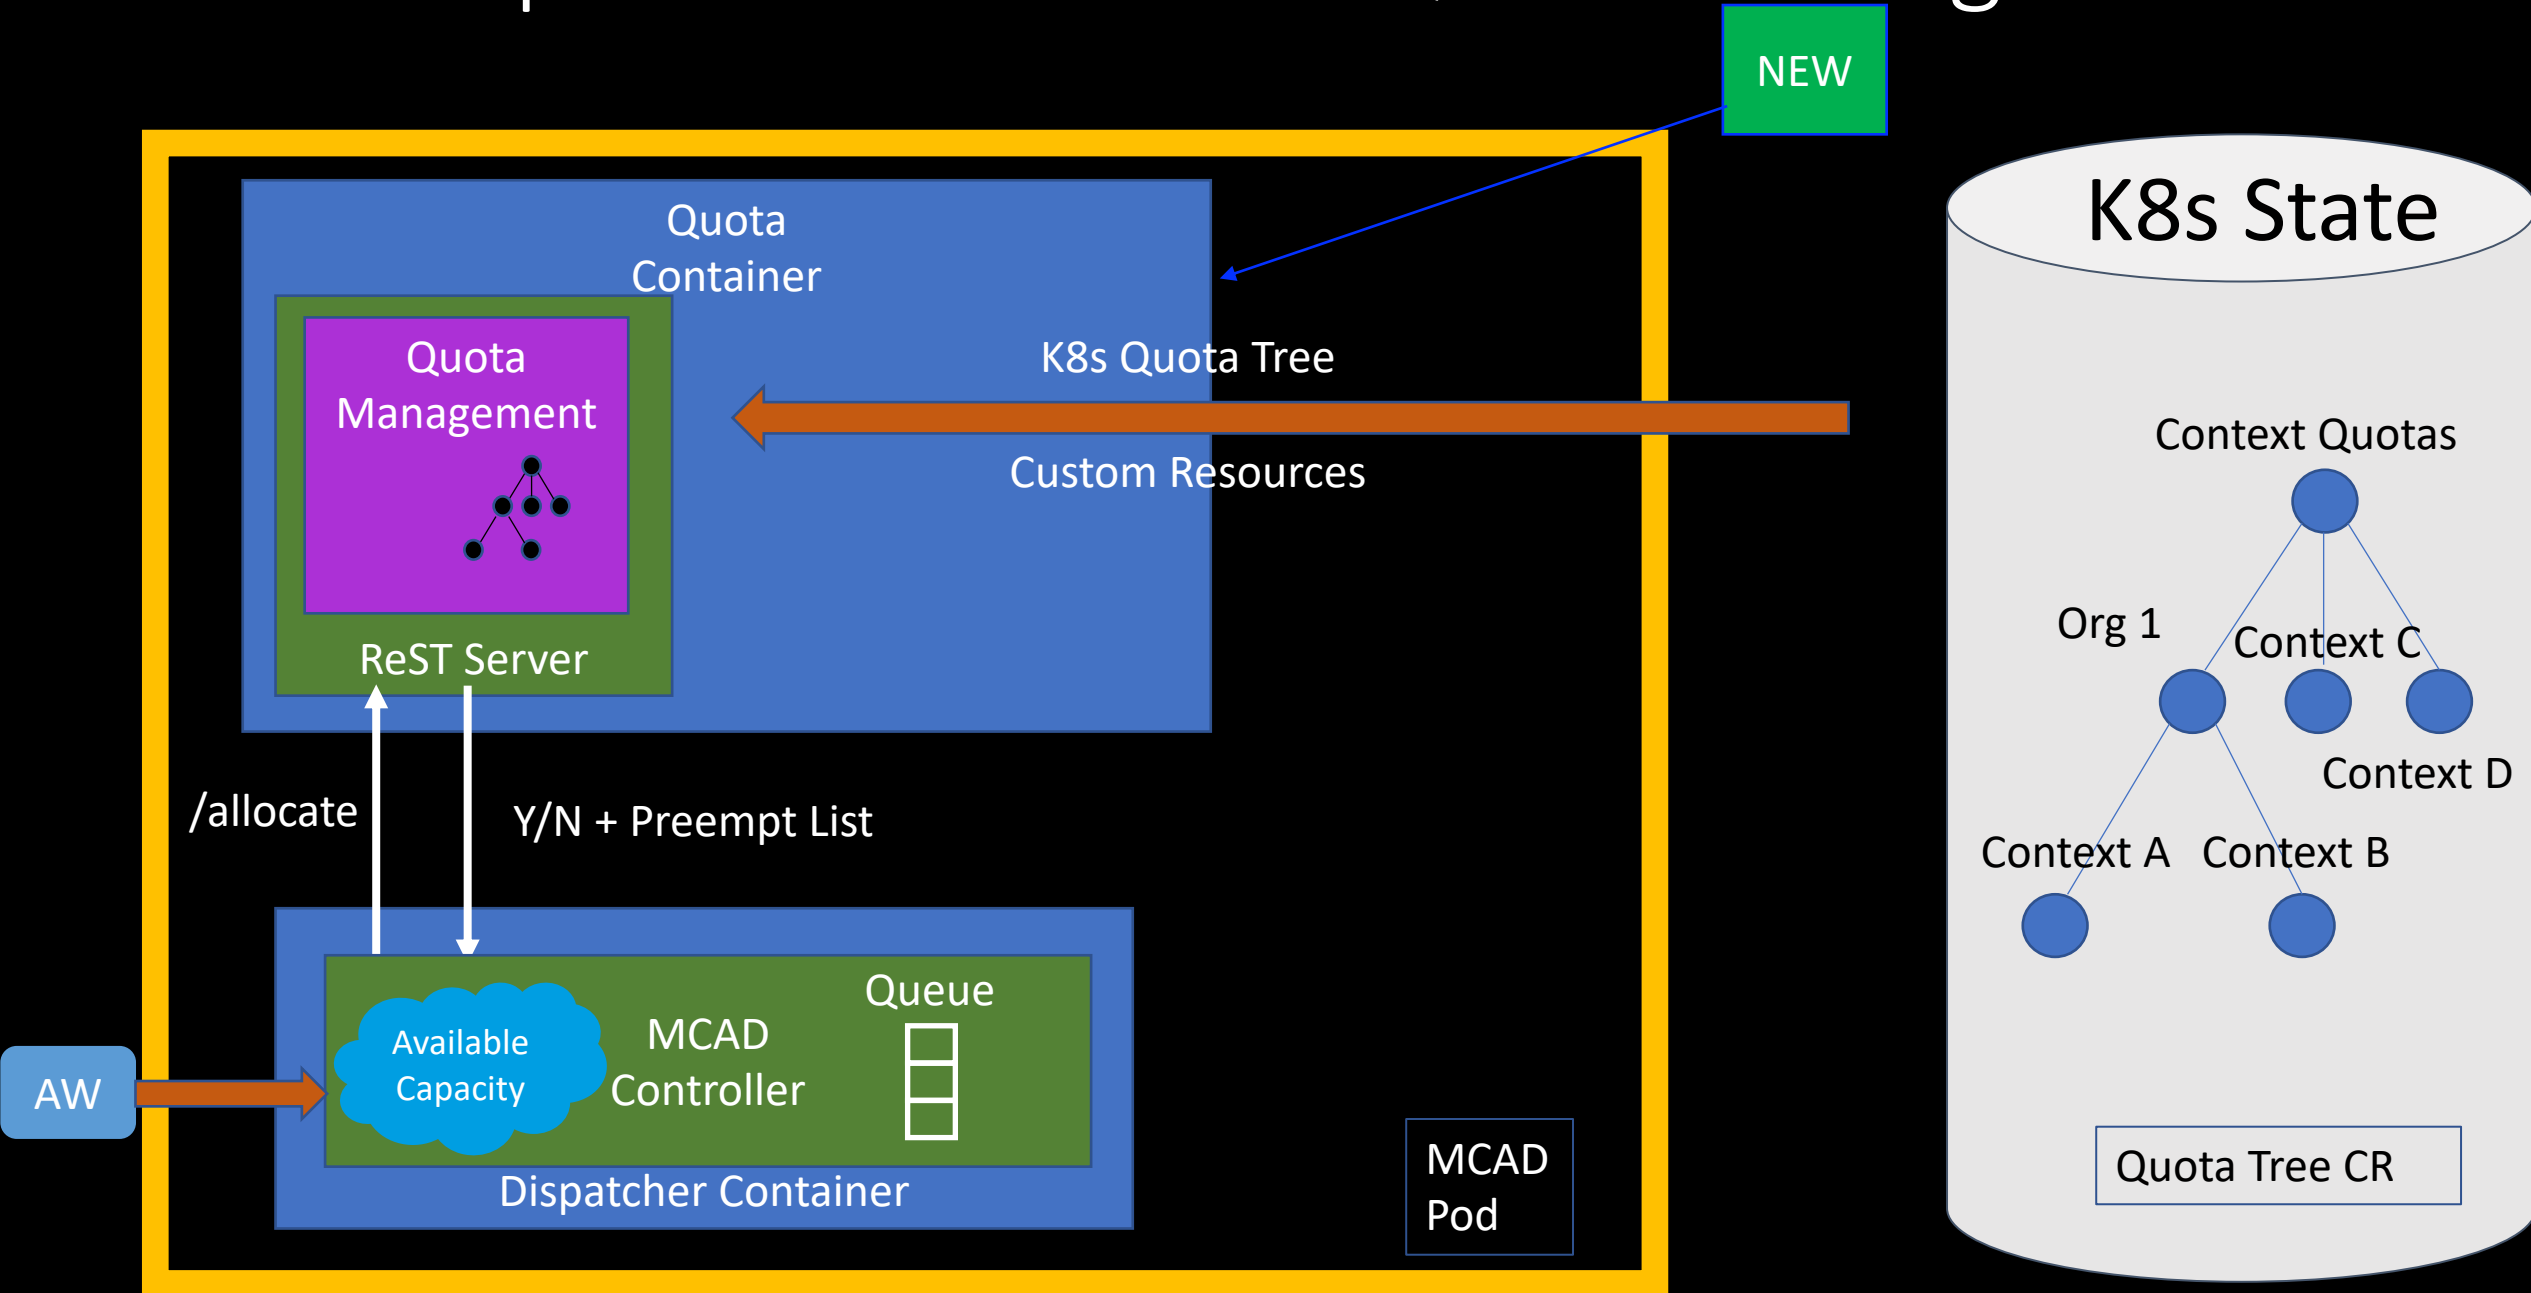 NEW
Quota
Container
Quota
Management
ReST Server
K8s Quota Tree
Custom Resources
/allocate
Y/N + Preempt List
AW
Available
Capacity
MCAD
Controller
Queue
Dispatcher Container
MCAD
Pod
K8s State
Context Quotas
Org 1
Context C
Context D
Context A
Context B
Quota Tree CR